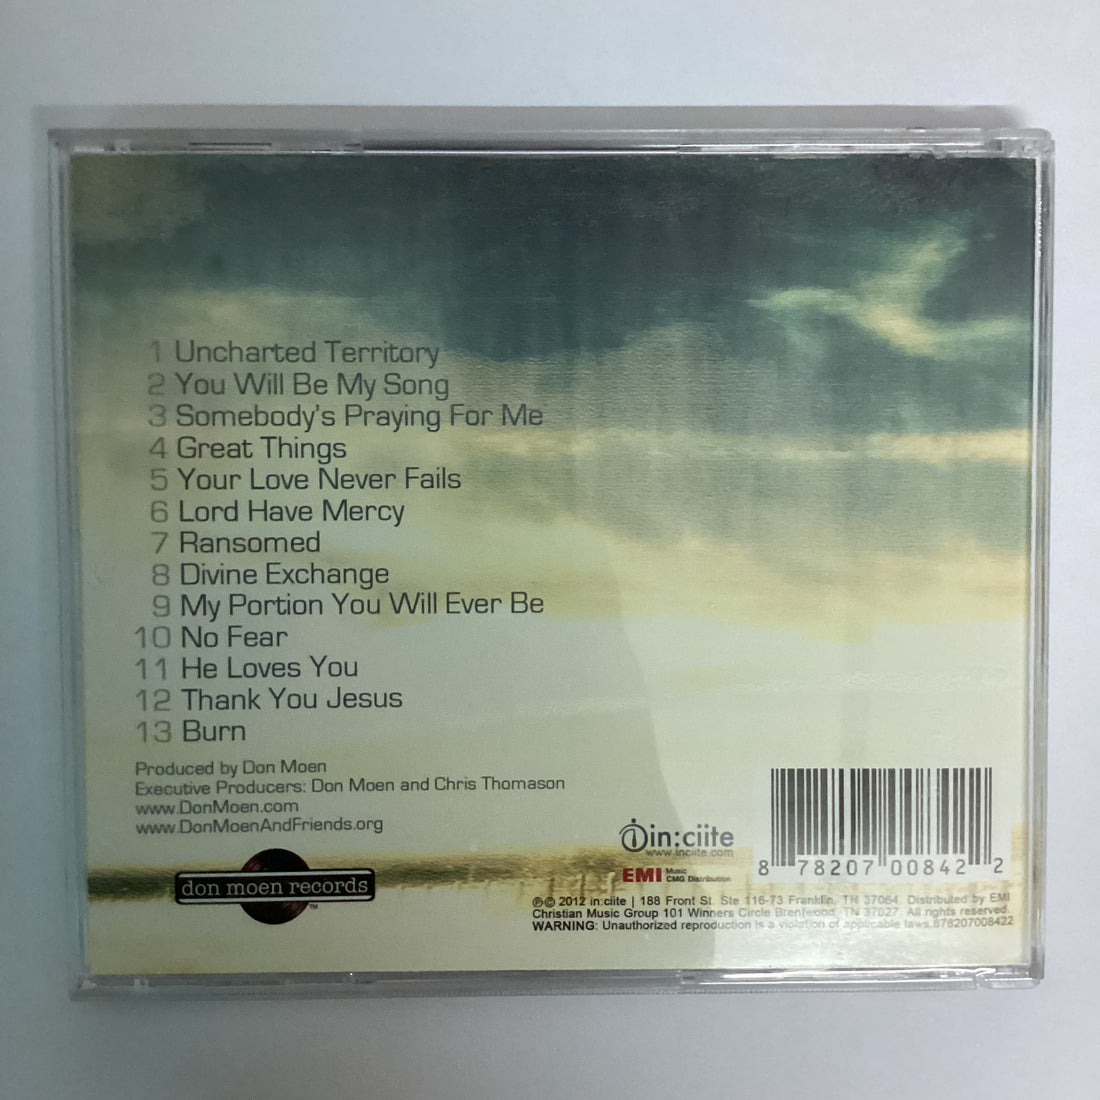 1 Uncharted Territory
2 You Will Be My Song
3 Somebody's Praying For Me
4 Great Things
5 Your Love Never Fails
6 Lord Have Mercy
7 Ransomed
8 Divine Exchange
9 My Portion You Will Ever Be
10 No Fear
11 He Loves You
12 Thank You Jesus
13 Burn
Produced by Don Moen
Executive Producers: Don Moen and Chris Thomason
www.DonMoen.com
www.DonMoenAndFriends.org
don moen records™
in:ciite
www.inciite.com
EMI Music
CMG Distribution
8 78207 00842 2
℗© 2012 in:ciite | 188 Front St. Ste 116-73 Franklin, TN 37064. Distributed by EMI
Christian Music Group 101 Winners Circle Brentwood, TN 37027. All rights reserved.
WARNING: Unauthorized reproduction is a violation of applicable laws.878207008422